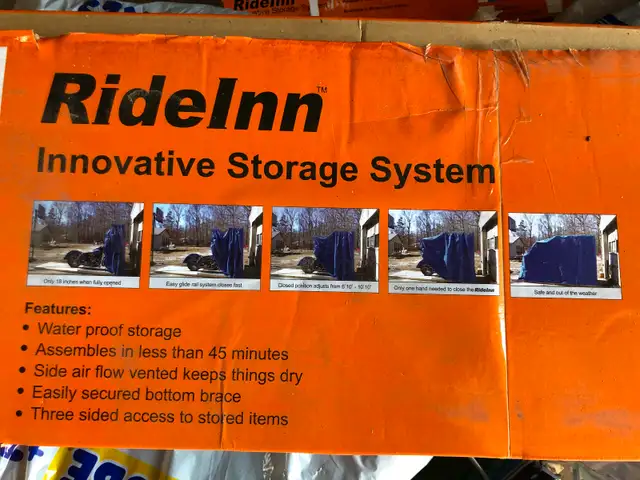 RideInn
Innovative Storage
RideInn™
Innovative Storage System
Only 18 inches when fully opened
Easy glide rail system closes fast
Closed position adjusts from 6'10" - 10'10"
Only one hand needed to close the RideInn
Safe and out of the weather
Features:
• Water proof storage
• Assembles in less than 45 minutes
• Side air flow vented keeps things dry
• Easily secured bottom brace
• Three sided access to stored items